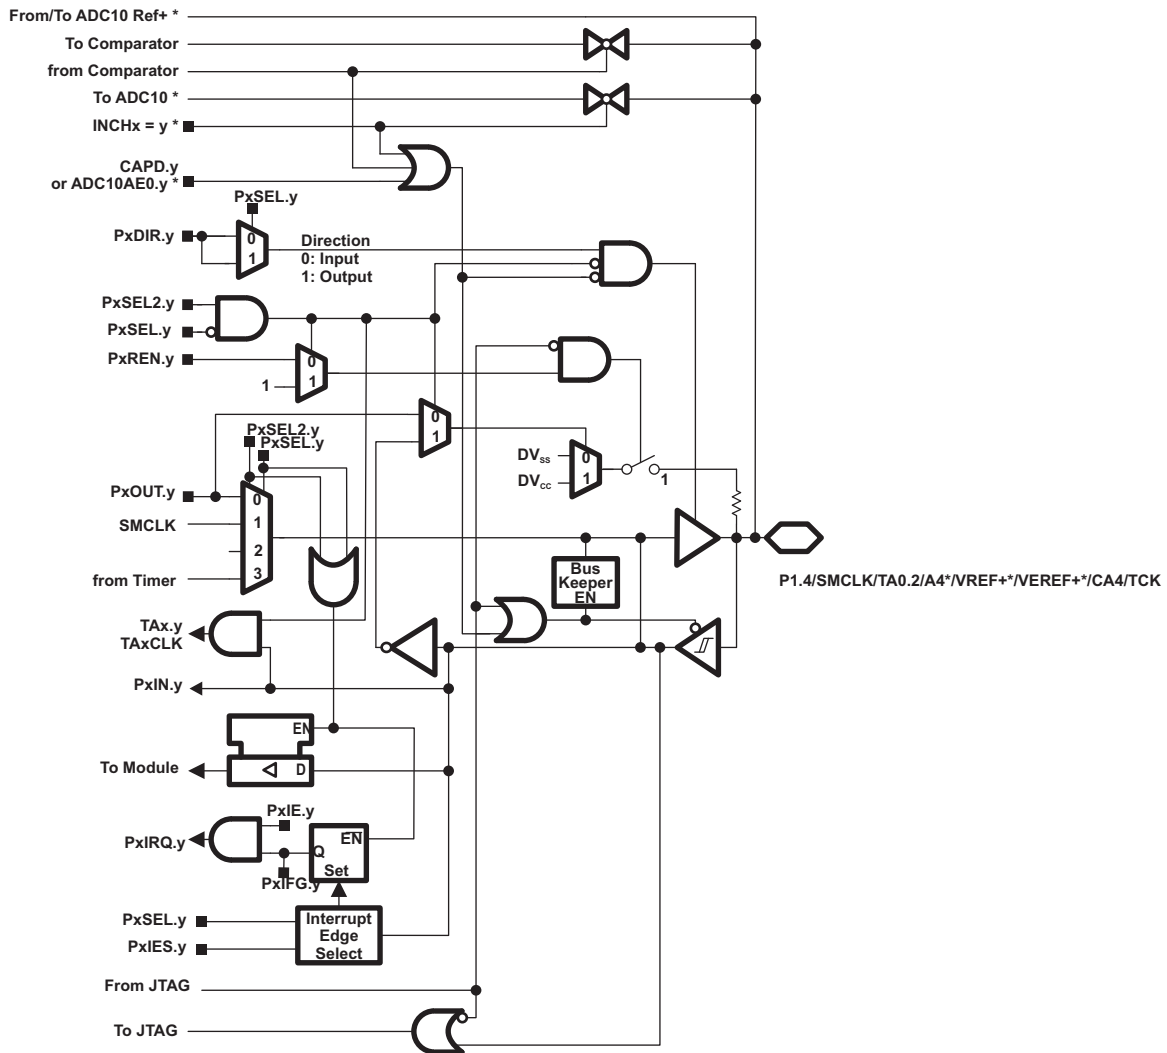 From/To ADC10 Ref+ *
To Comparator
from Comparator
To ADC10 *
INCHx = y *
CAPD.y
or ADC10AE0.y *
PxSEL.y
PxDIR.y
0
1
Direction
0: Input
1: Output
PxSEL2.y
PxSEL.y
PxREN.y
0
1
1
0
1
PxSEL2.y
PxSEL.y
DVSS
DVCC
0
1
1
PxOUT.y
0
SMCLK
1
2
from Timer
3
Bus
Keeper
EN
P1.4/SMCLK/TA0.2/A4*/VREF+*/VEREF+*/CA4/TCK
TAx.y
TAxCLK
PxIN.y
EN
To Module
D
PxIE.y
PxIRQ.y
EN
Q
Set
PxIFG.y
PxSEL.y
PxIES.y
Interrupt
Edge
Select
From JTAG
To JTAG